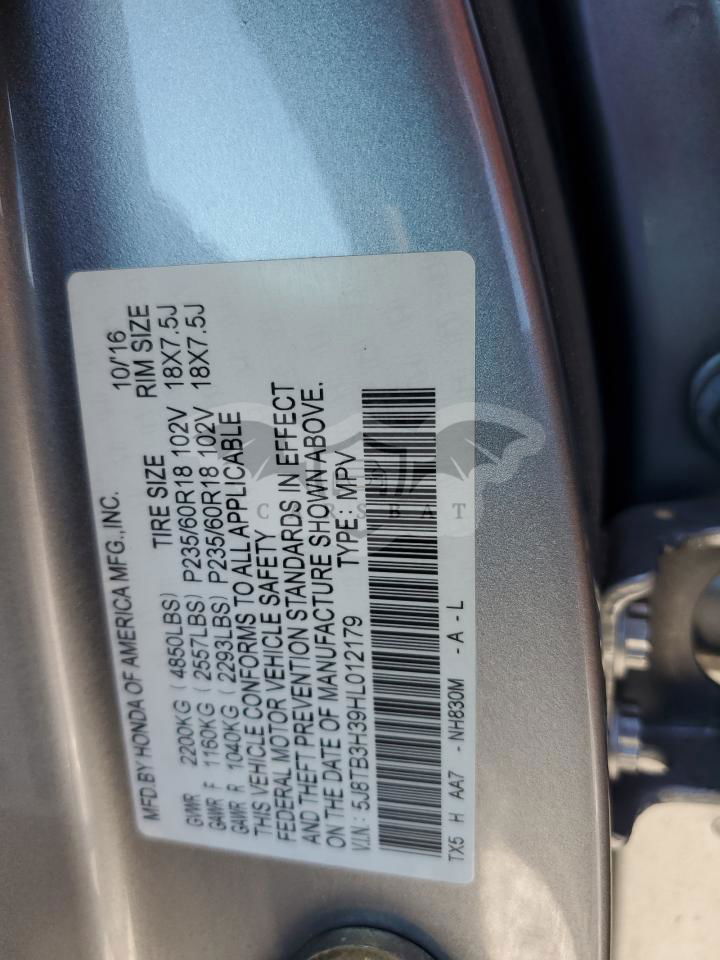 MFD.BY HONDA OF AMERICA MFG.,INC. 10/'16
TIRE SIZE RIM SIZE
GVWR 2200KG (4850LBS)
GAWR F 1160KG (2557LBS) P235/60R18 102V 18X7.5J
GAWR R 1040KG (2293LBS) P235/60R18 102V 18X7.5J
THIS VEHICLE CONFORMS TO ALL APPLICABLE
FEDERAL MOTOR VEHICLE SAFETY
AND THEFT PREVENTION STANDARDS IN EFFECT
ON THE DATE OF MANUFACTURE SHOWN ABOVE.
V.I.N.: 5J8TB3H39HL012179 TYPE: MPV
TX5 H AA7 -NH830M -A-L
CARSBAT